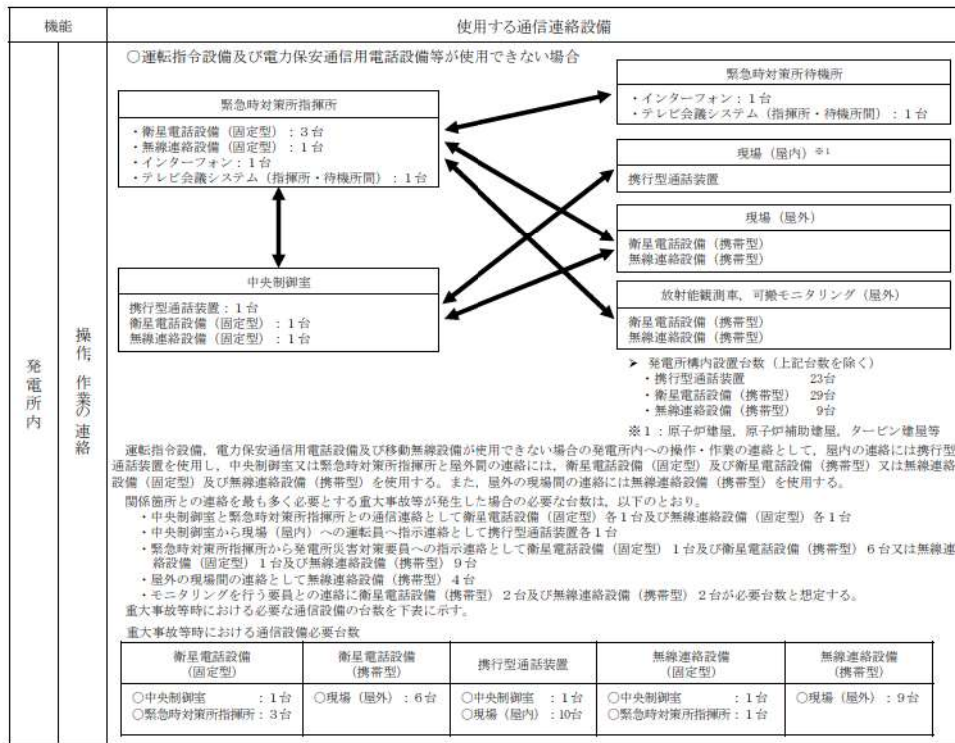 機能
使用する通信連絡設備
発電所内
操作，作業の連絡
○運転指令設備及び電力保安通信用電話設備等が使用できない場合
緊急時対策所指揮所
・衛星電話設備（固定型）：３台
・無線連絡設備（固定型）：１台
・インターフォン：１台
・テレビ会議システム（指揮所・待機所間）：１台
緊急時対策所待機所
・インターフォン：１台
・テレビ会議システム（指揮所・待機所間）：１台
現場（屋内）※1
携行型通話装置
現場（屋外）
衛星電話設備（携帯型）
無線連絡設備（携帯型）
中央制御室
携行型通話装置：１台
衛星電話設備（固定型）：１台
無線連絡設備（固定型）：１台
放射能観測車，可搬モニタリング（屋外）
衛星電話設備（携帯型）
無線連絡設備（携帯型）
➤ 発電所構内設置台数（上記台数を除く）
・携行型通話装置 23台
・衛星電話設備（携帯型） 29台
・無線連絡設備（携帯型） 9台
※1：原子炉建屋，原子炉補助建屋，タービン建屋等
運転指令設備，電力保安通信用電話設備及び移動無線設備が使用できない場合の発電所内への操作・作業の連絡として，屋内の連絡には携行型
通話装置を使用し，中央制御室又は緊急時対策所指揮所と屋外間の連絡には，衛星電話設備（固定型）及び衛星電話設備（携帯型）又は無線連絡
設備（固定型）及び無線連絡設備（携帯型）を使用する。また，屋外の現場間の連絡には無線連絡設備（携帯型）を使用する。
関係箇所との連絡を最も多く必要とする重大事故等が発生した場合の必要な台数は，以下のとおり。
・中央制御室と緊急時対策所指揮所との通信連絡として衛星電話設備（固定型）各１台及び無線連絡設備（固定型）各１台
・中央制御室から現場（屋内）への運転員へ指示連絡として携行型通話装置各１台
・緊急時対策所指揮所から発電所災害対策要員への指示連絡として衛星電話設備（固定型）１台及び衛星電話設備（携帯型）６台又は無線連
絡設備（固定型）１台及び無線連絡設備（携帯型）９台
・屋外の現場間の連絡として無線連絡設備（携帯型）４台
・モニタリングを行う要員との連絡に衛星電話設備（携帯型）２台及び無線連絡設備（携帯型）２台が必要台数と想定する。
重大事故等時における必要な通信設備の台数を下表に示す。
重大事故等時における通信設備必要台数
衛星電話設備（固定型）
衛星電話設備（携帯型）
携行型通話装置
無線連絡設備（固定型）
無線連絡設備（携帯型）
○中央制御室 ：１台
○緊急時対策所指揮所：３台
○現場（屋外）：６台
○中央制御室 ：１台
○現場（屋内）：10台
○中央制御室 ：１台
○緊急時対策所指揮所：１台
○現場（屋外）：９台